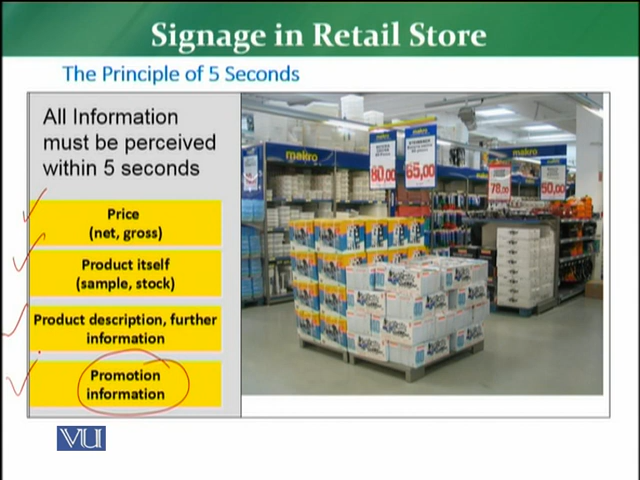 Signage in Retail Store
The Principle of 5 Seconds
All Information
must be perceived
within 5 seconds
Price
(net, gross)
Product itself
(sample, stock)
Product description, further
information
Promotion
information
makro
80,00
65,00
makro
78,00
50,00
VU